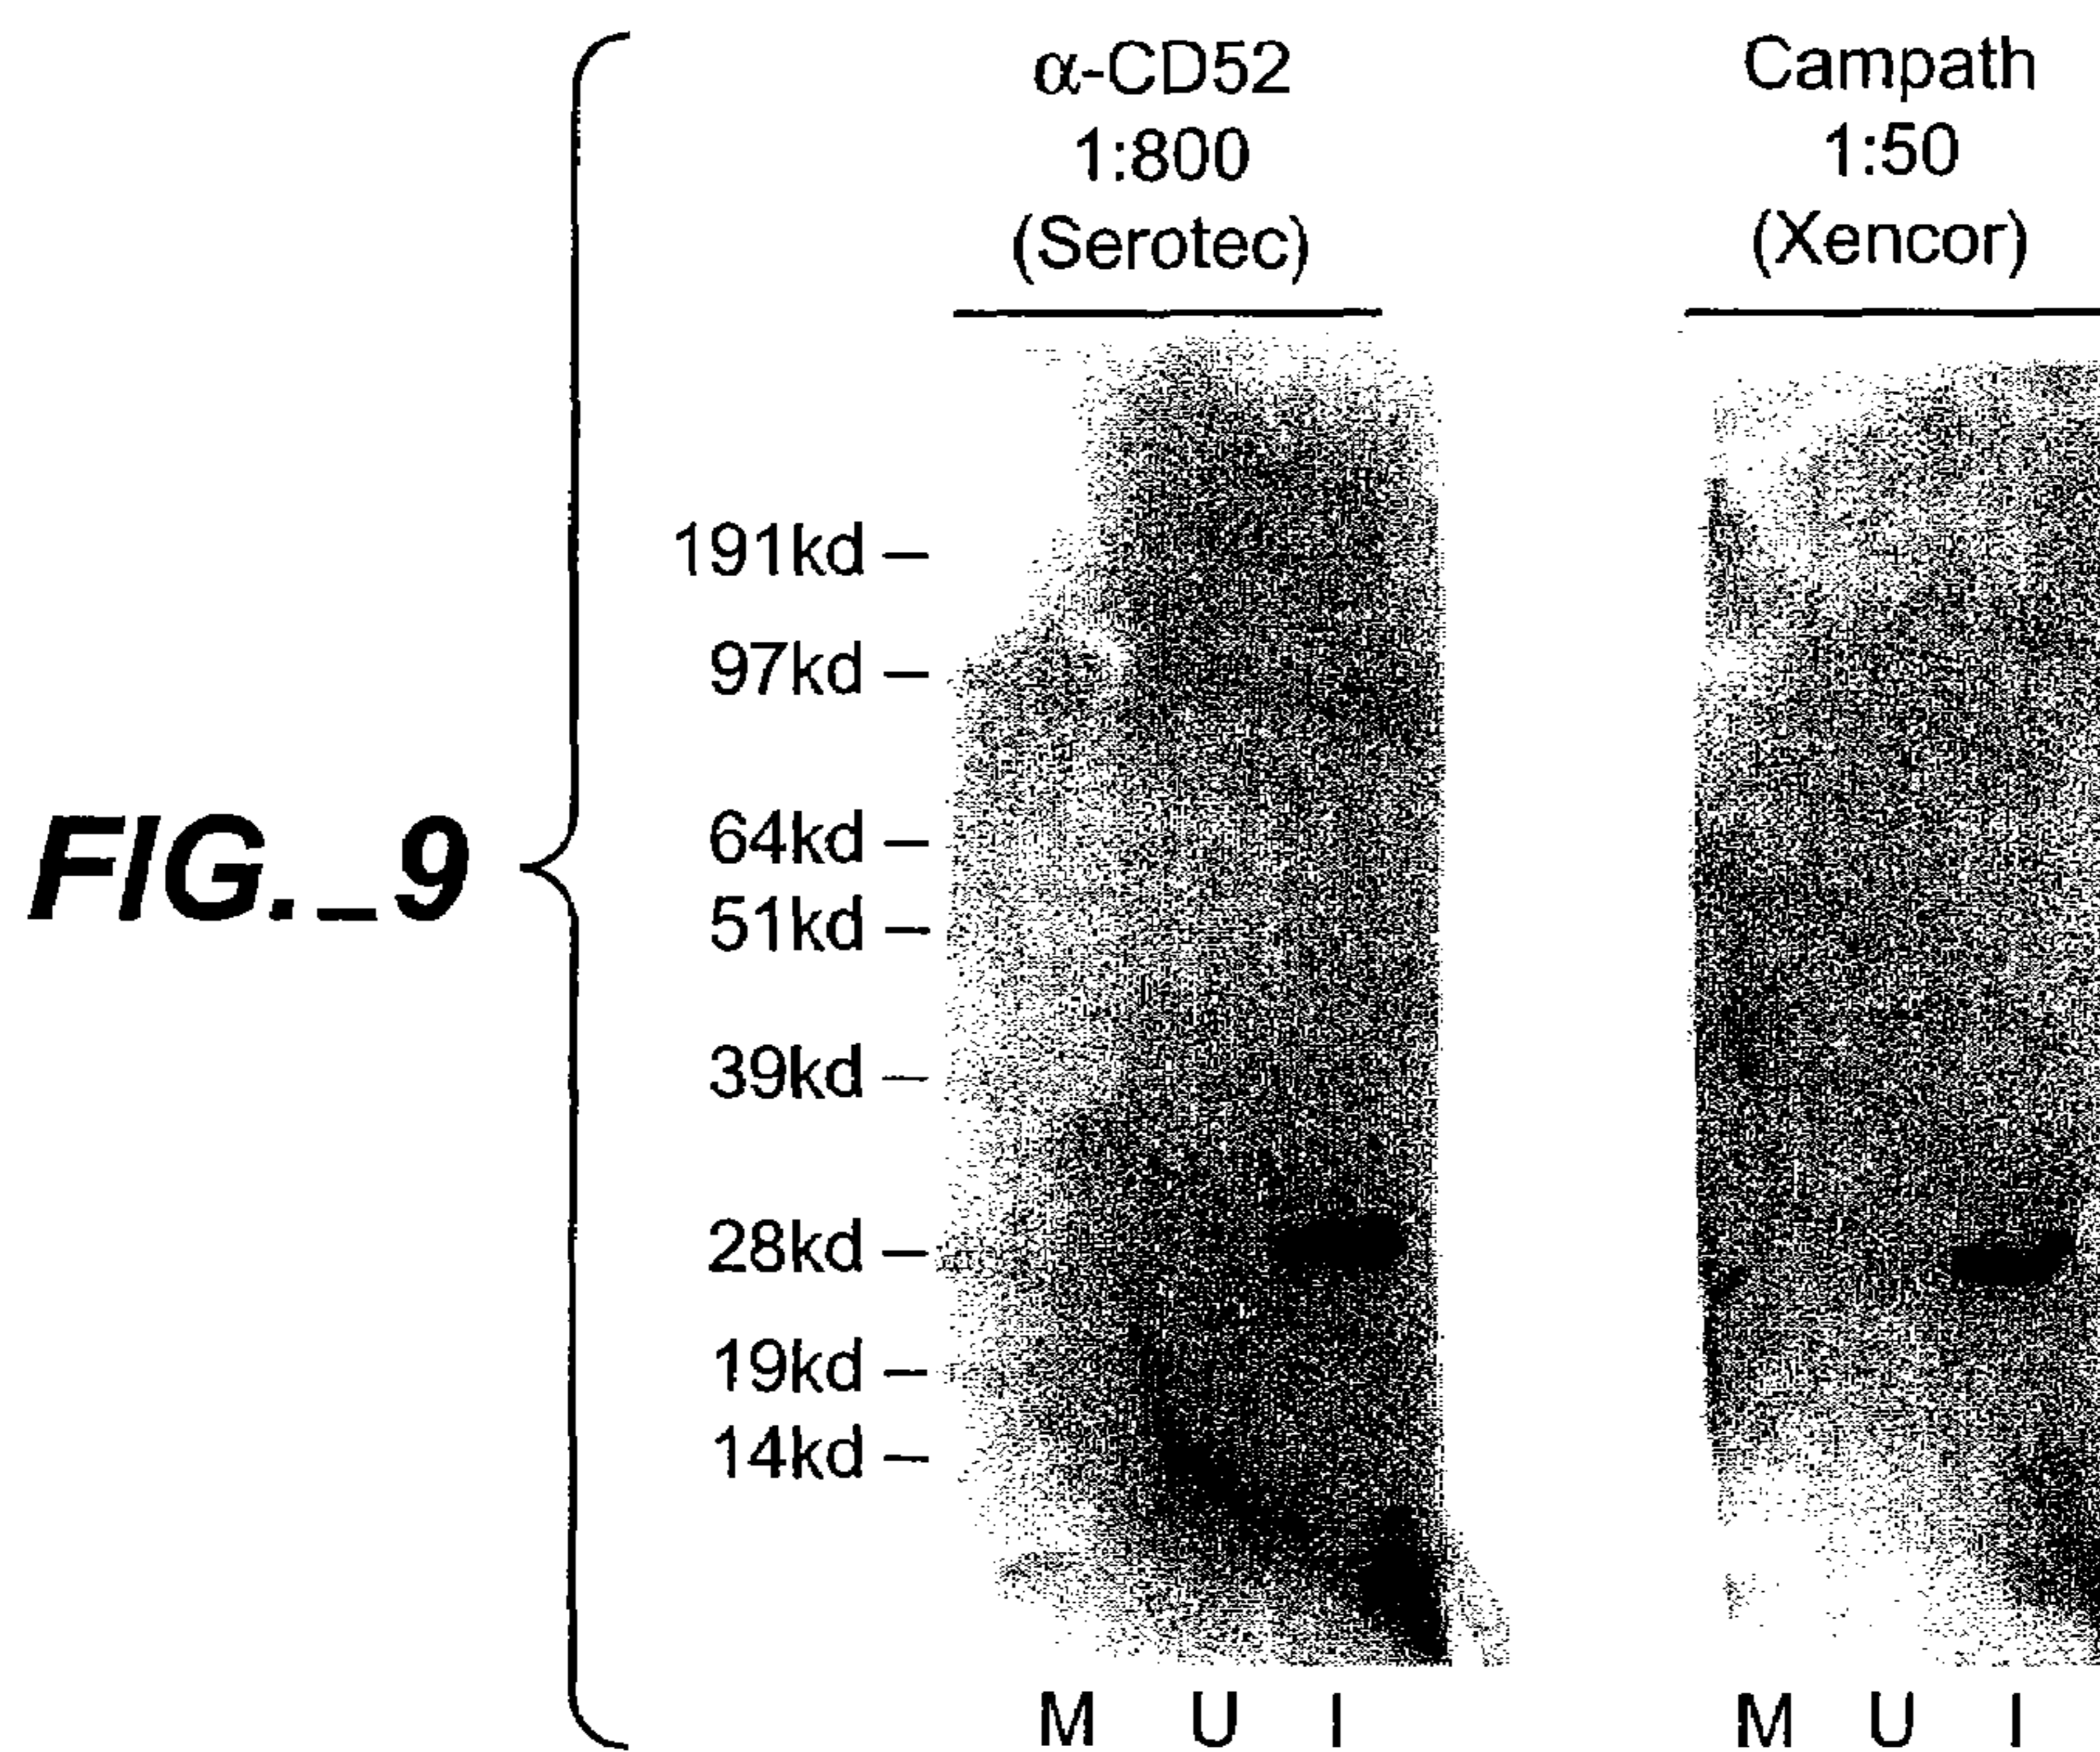 α-CD52
1:800
(Serotec)
Campath
1:50
(Xencor)
191kd
97kd
64kd
51kd
39kd
28kd
19kd
14kd
FIG._9
M U I
M U I